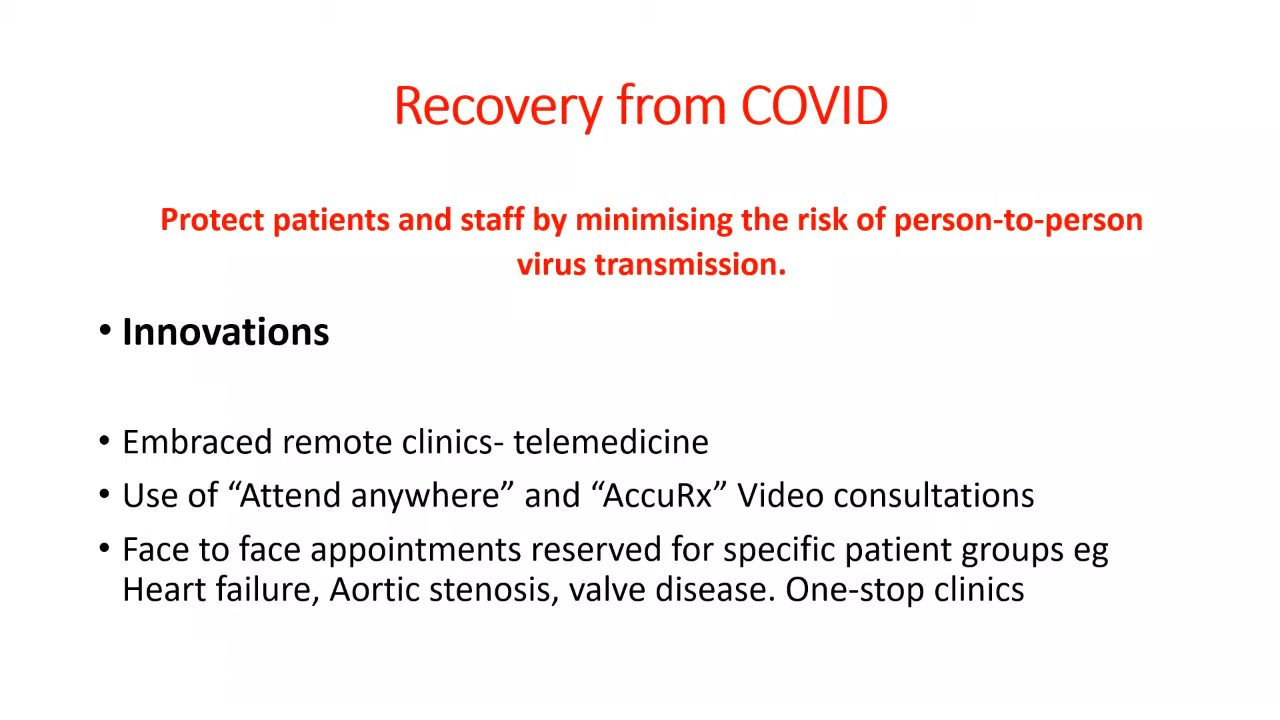 Recovery from COVID
Protect patients and staff by minimising the risk of person-to-person
virus transmission.
• Innovations
• Embraced remote clinics- telemedicine
• Use of “Attend anywhere” and “AccuRx” Video consultations
• Face to face appointments reserved for specific patient groups eg
Heart failure, Aortic stenosis, valve disease. One-stop clinics